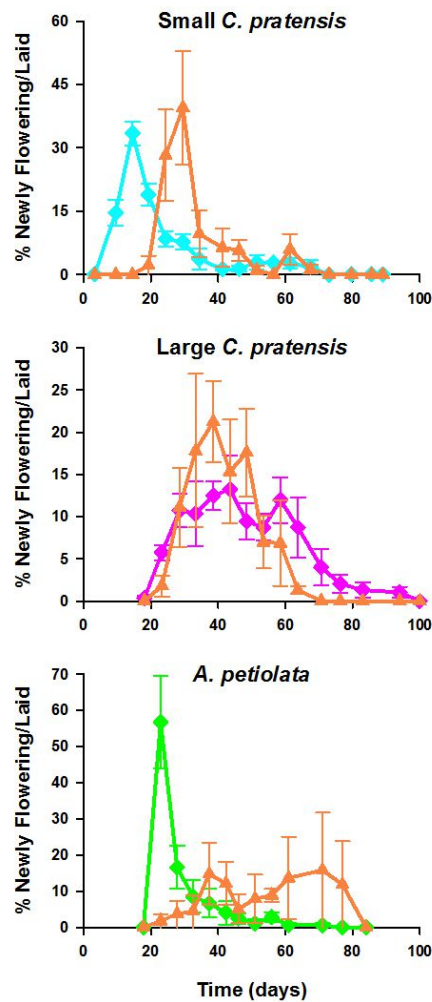 Small C. pratensis
% Newly Flowering/Laid
60
45
30
15
0
0 20 40 60 80 100
Large C. pratensis
% Newly Flowering/Laid
30
25
20
15
10
5
0
0 20 40 60 80 100
A. petiolata
% Newly Flowering/Laid
70
60
50
40
30
20
10
0
0 20 40 60 80 100
Time (days)